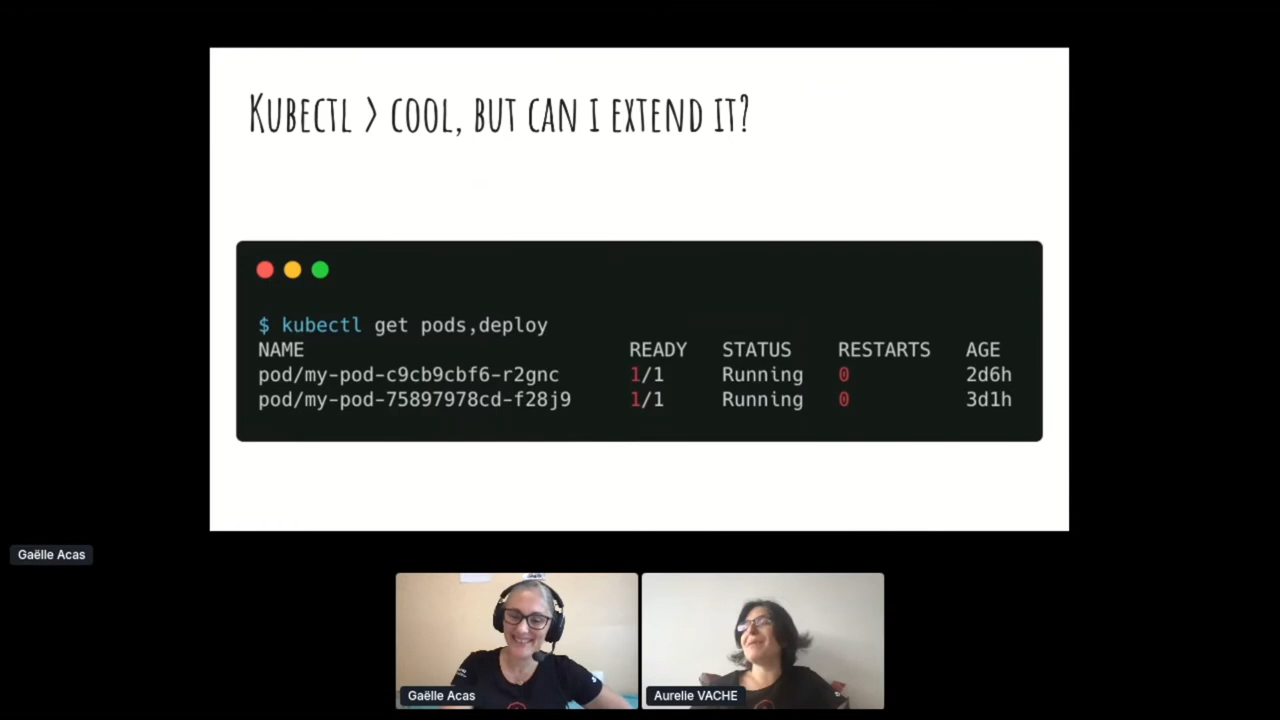 Kubectl > cool, but can i extend it?
$ kubectl get pods,deploy
NAME READY STATUS RESTARTS AGE
pod/my-pod-c9cb9cbf6-r2gnc 1/1 Running 0 2d6h
pod/my-pod-75897978cd-f28j9 1/1 Running 0 3d1h
Gaëlle Acas
Gaëlle Acas
Aurelie VACHE